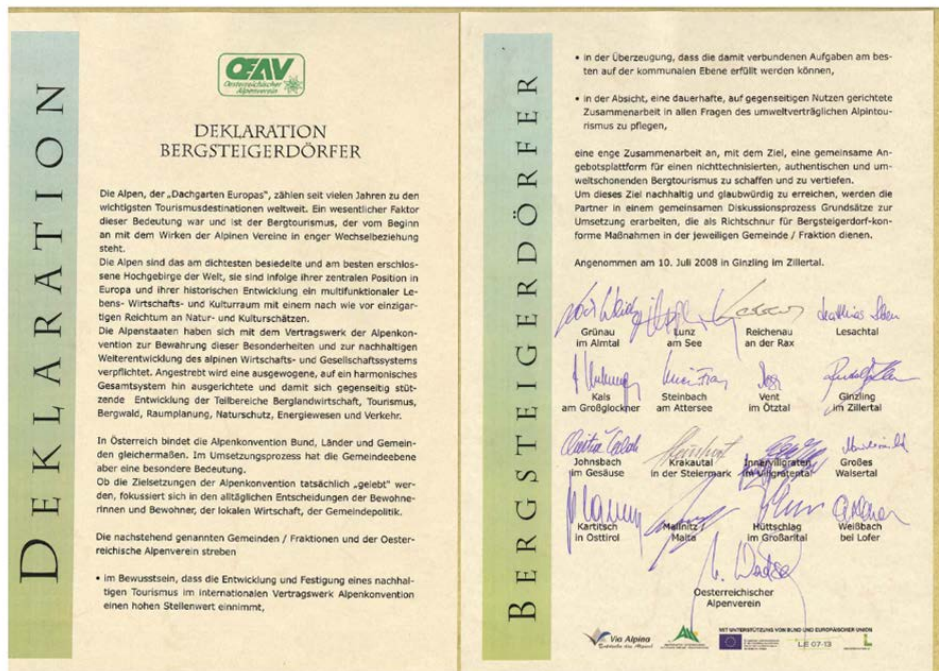 DEKLARATION
OEAV
Oesterreichischer
Alpenverein
DEKLARATION
BERGSTEIGERDÖRFER
Die Alpen, der „Dachgarten Europas", zählen seit vielen Jahren zu den
wichtigsten Tourismusdestinationen weltweit. Ein wesentlicher Faktor
dieser Bedeutung war und ist der Bergtourismus, der vom Beginn
an mit dem Wirken der Alpinen Vereine in enger Wechselbeziehung
steht.
Die Alpen sind das am dichtesten besiedelte und am besten erschlos-
sene Hochgebirge der Welt, sie sind infolge ihrer zentralen Position in
Europa und ihrer historischen Entwicklung ein multifunktionaler Le-
bens- Wirtschafts- und Kulturraum mit einem nach wie vor einzigar-
tigen Reichtum an Natur- und Kulturschätzen.
Die Alpenstaaten haben sich mit dem Vertragswerk der Alpenkon-
vention zur Bewahrung dieser Besonderheiten und zur nachhaltigen
Weiterentwicklung des alpinen Wirtschafts- und Gesellschaftssystems
verpflichtet. Angestrebt wird eine ausgewogene, auf ein harmonisches
Gesamtsystem hin ausgerichtete und damit sich gegenseitig stüt-
zende Entwicklung der Teilbereiche Berglandwirtschaft, Tourismus,
Bergwald, Raumplanung, Naturschutz, Energiewesen und Verkehr.
In Österreich bindet die Alpenkonvention Bund, Länder und Gemein-
den gleichermaßen. Im Umsetzungsprozess hat die Gemeindeebene
aber eine besondere Bedeutung.
Ob die Zielsetzungen der Alpenkonvention tatsächlich „gelebt" wer-
den, fokussiert sich in den alltäglichen Entscheidungen der Bewohne-
rinnen und Bewohner, der lokalen Wirtschaft, der Gemeindepolitik.
Die nachstehend genannten Gemeinden / Fraktionen und der Oester-
reichische Alpenverein streben
• im Bewusstsein, dass die Entwicklung und Festigung eines nachhal-
tigen Tourismus im internationalen Vertragswerk Alpenkonvention
einen hohen Stellenwert einnimmt,
BERGSTEIGERDÖRFER
• in der Überzeugung, dass die damit verbundenen Aufgaben am bes-
ten auf der kommunalen Ebene erfüllt werden können,
• in der Absicht, eine dauerhafte, auf gegenseitigen Nutzen gerichtete
Zusammenarbeit in allen Fragen des umweltverträglichen Alpintou-
rismus zu pflegen,
eine enge Zusammenarbeit an, mit dem Ziel, eine gemeinsame An-
gebotsplattform für einen nichttechnisierten, authentischen und um-
weltschonenden Bergtourismus zu schaffen und zu vertiefen.
Um dieses Ziel nachhaltig und glaubwürdig zu erreichen, werden die
Partner in einem gemeinsamen Diskussionsprozess Grundsätze zur
Umsetzung erarbeiten, die als Richtschnur für Bergsteigerdorf-kon-
forme Maßnahmen in der jeweiligen Gemeinde / Fraktion dienen.
Angenommen am 10. Juli 2008 in Ginzling im Zillertal.
Grünau Lunz Reichenau Lesachtal
im Almtal am See an der Rax
Kals Steinbach Vent Ginzling
am Großglockner am Attersee im Ötztal im Zillertal
Johnsbach Krakautal Innervillgraten Großes
im Gesäuse in der Steiermark im Villgratental Walsertal
Kartitsch Mallnitz / Hüttschlag Weißbach
in Osttirol Malta im Großarltal bei Lofer
Oesterreichischer
Alpenverein
MIT UNTERSTÜTZUNG VON BUND UND EUROPÄISCHER UNION
Via Alpina
LE 07-13